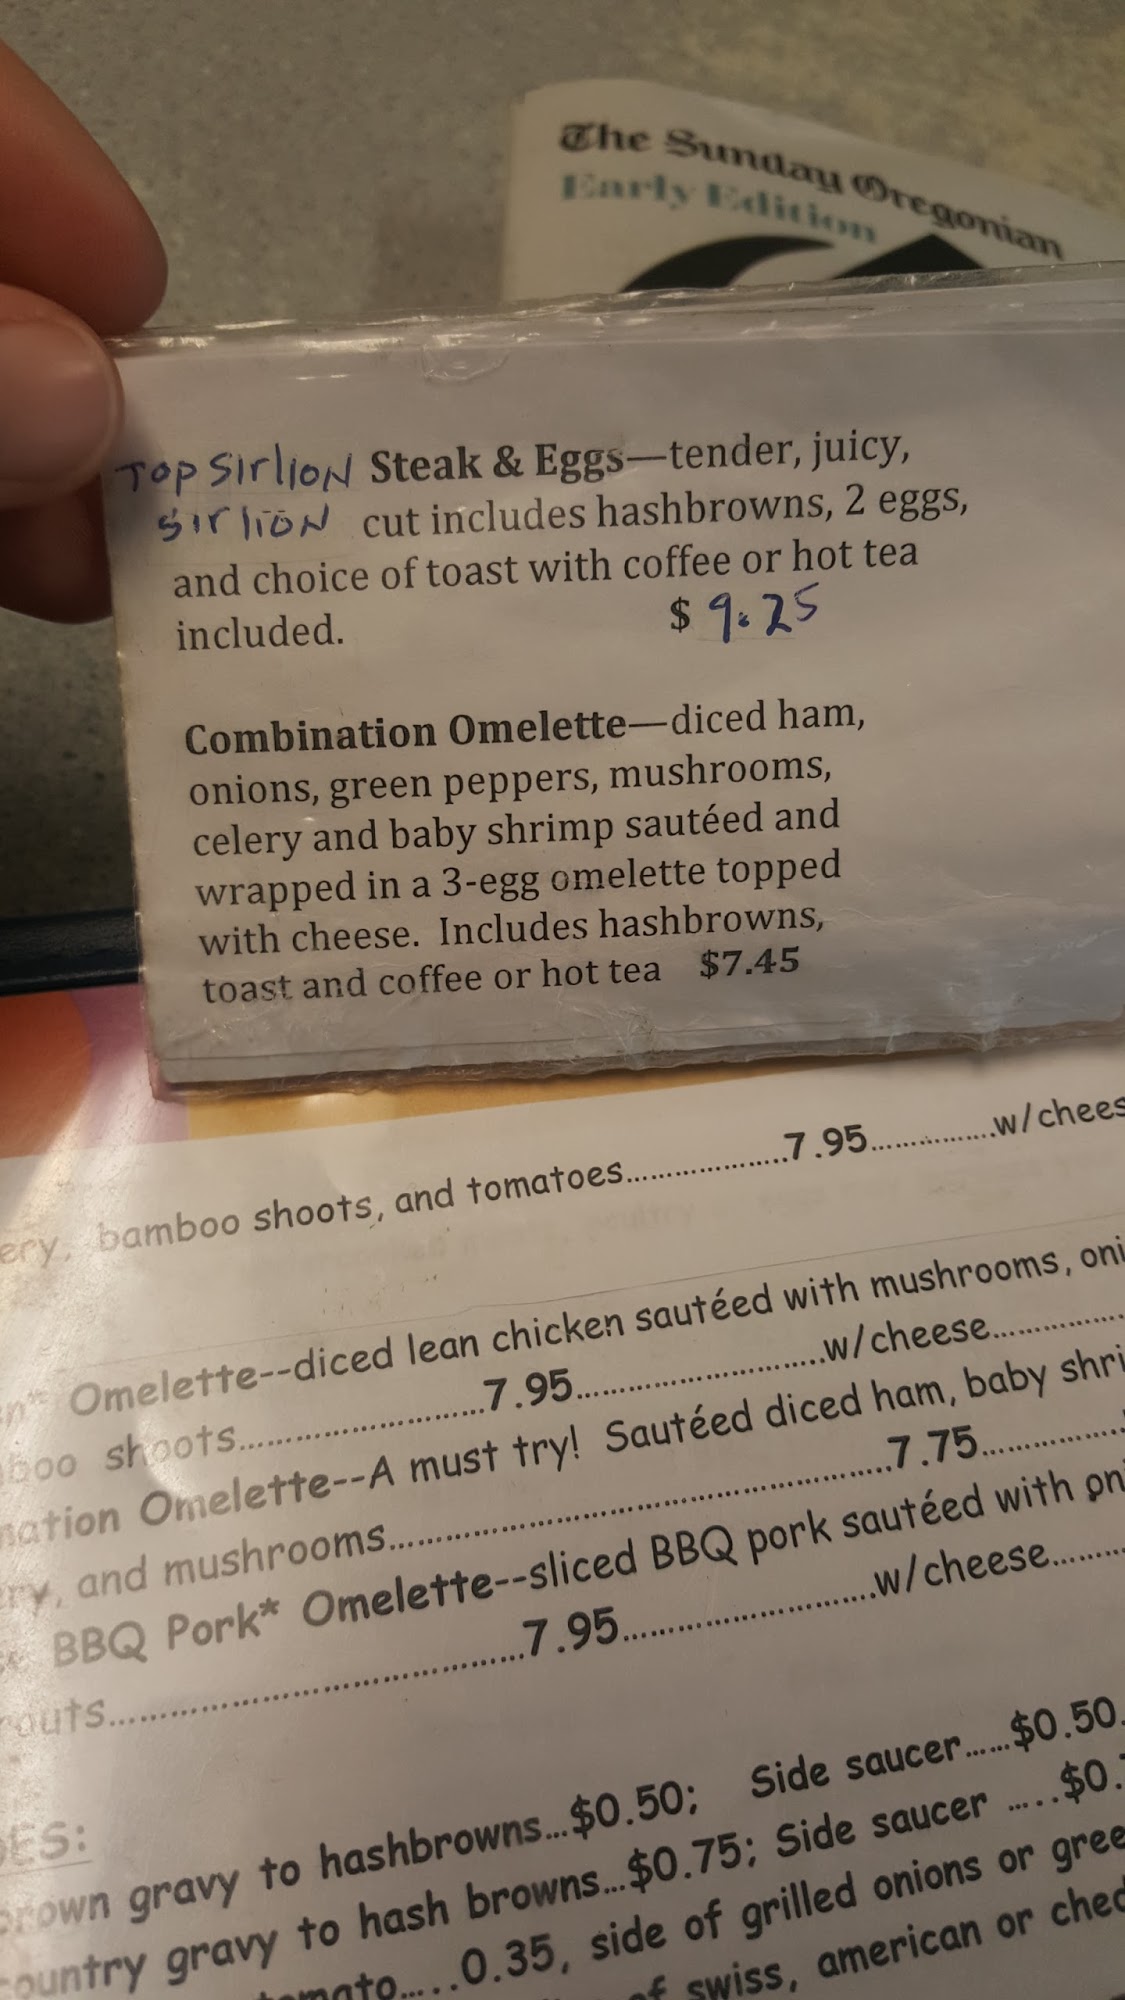 The Sunday Oregonian
Early Edition
TOP SIRLION Steak & Eggs—tender, juicy,
SIRLION cut includes hashbrowns, 2 eggs,
and choice of toast with coffee or hot tea
included. $ 9.25
Combination Omelette—diced ham,
onions, green peppers, mushrooms,
celery and baby shrimp sautéed and
wrapped in a 3-egg omelette topped
with cheese. Includes hashbrowns,
toast and coffee or hot tea $7.45
ery, bamboo shoots, and tomatoes...................7.95................w/chees
Omelette--diced lean chicken sautéed with mushrooms, oni
boo shoots.........................7.95.........................w/cheese...............
nation Omelette--A must try! Sautéed diced ham, baby shri
ry, and mushrooms..................................................7.75...............
BBQ Pork* Omelette--sliced BBQ pork sautéed with oni
outs..........................................7.95.........................w/cheese........
ES:
rown gravy to hashbrowns...$0.50; Side saucer......$0.50.
ountry gravy to hash browns...$0.75; Side saucer .....$0.
mato.....0.35, side of grilled onions or gree
of swiss, american or ched